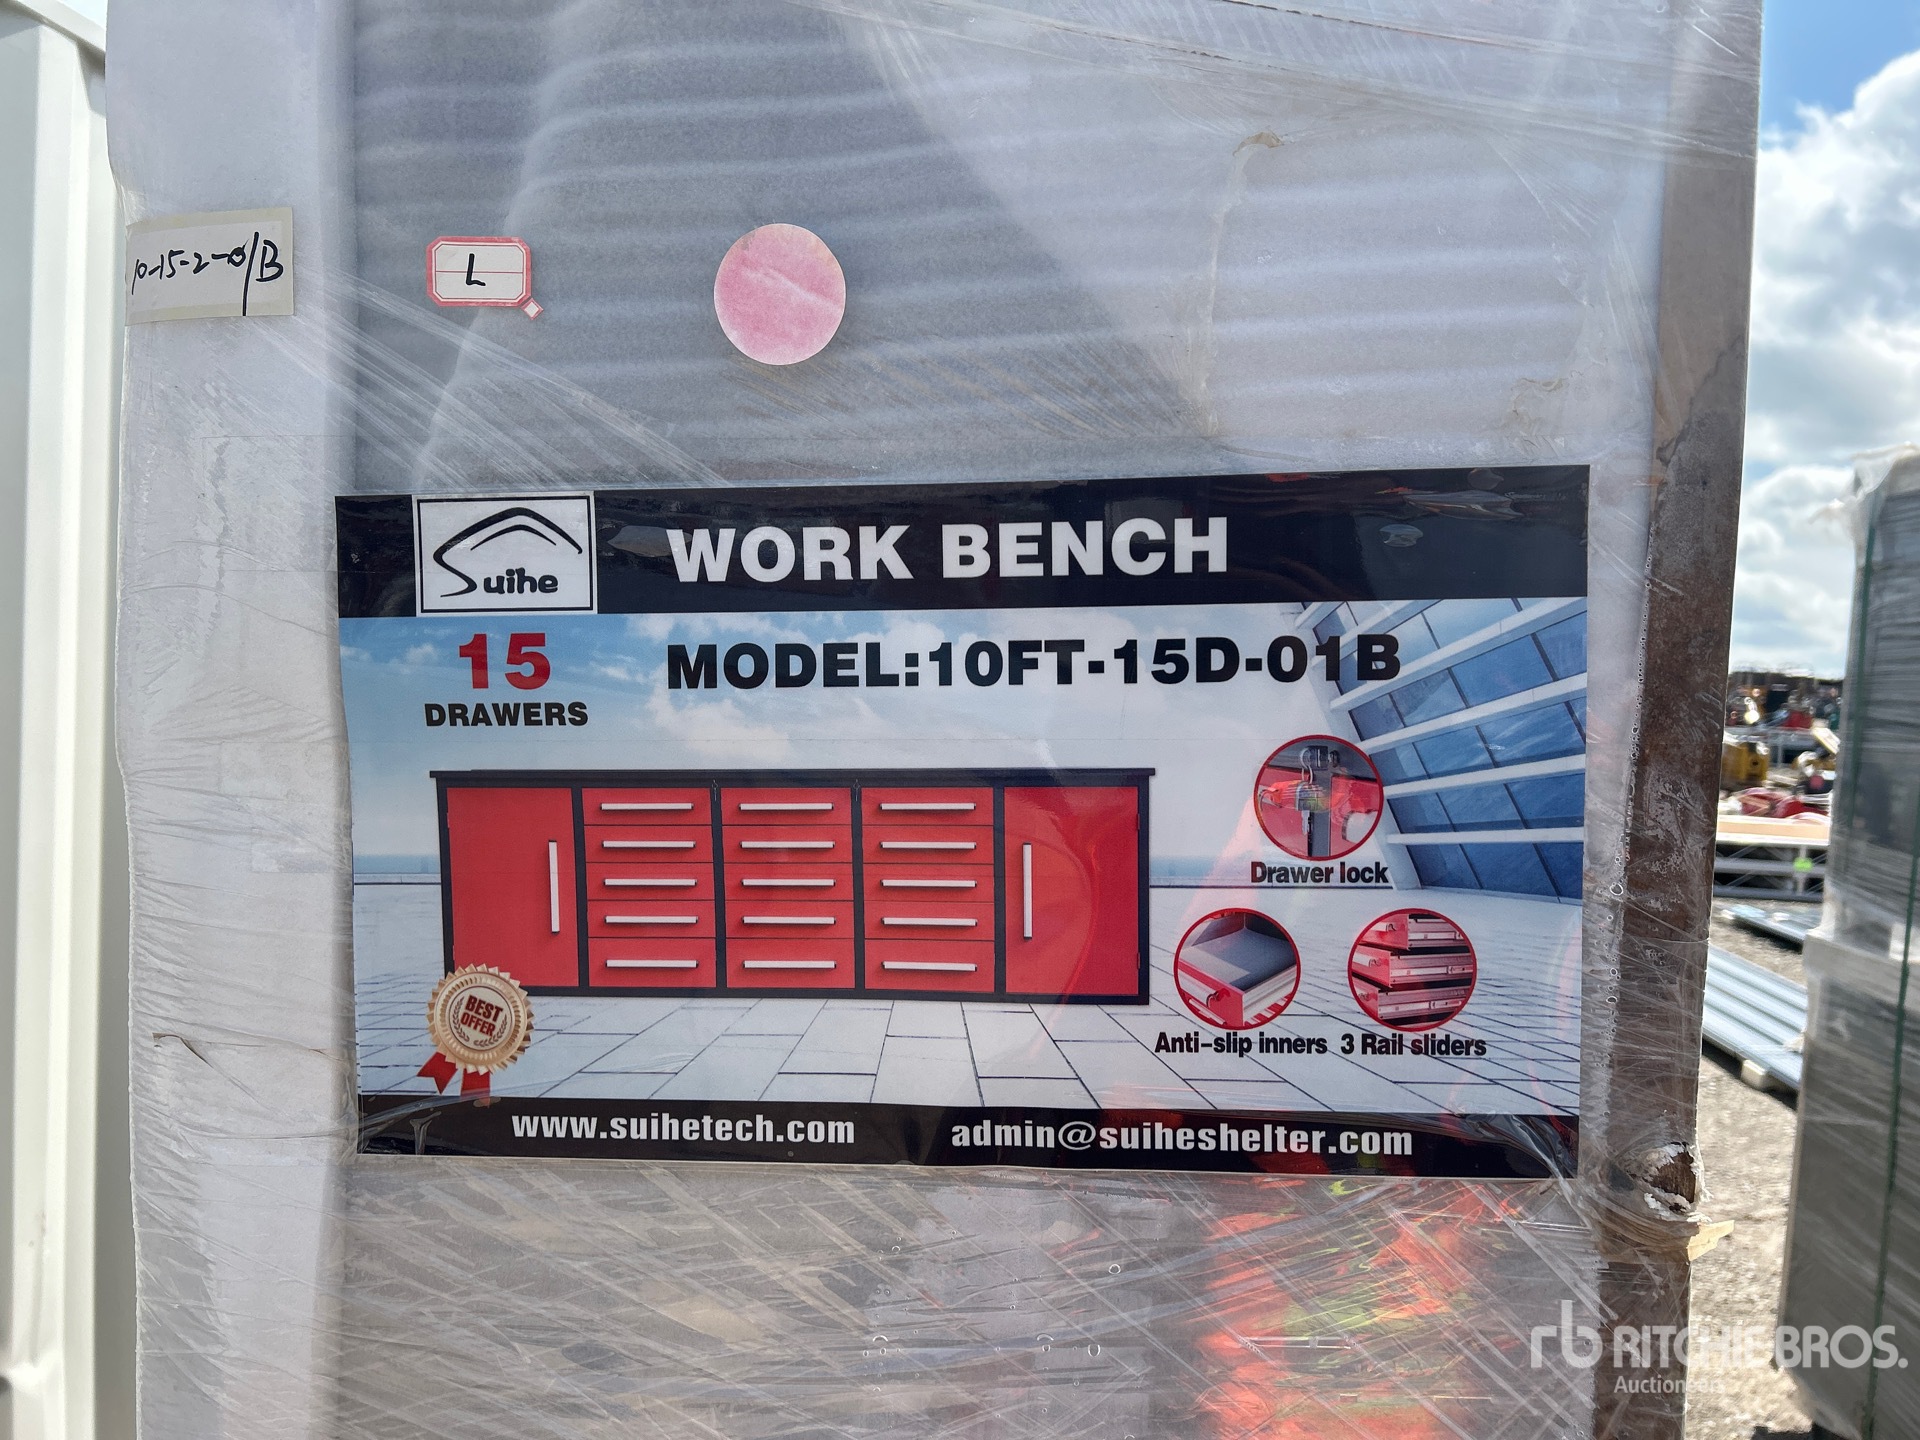 10-15-2-01B
L
Suihe
WORK BENCH
15
DRAWERS
MODEL:10FT-15D-01B
Drawer lock
Anti-slip inners
3 Rail sliders
BEST
OFFER
www.suihetech.com
admin@suiheshelter.com
rb RITCHIE BROS.
Auctioneers